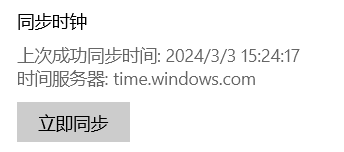 同步时钟
上次成功同步时间: 2024/3/3 15:24:17
时间服务器: time.windows.com
立即同步